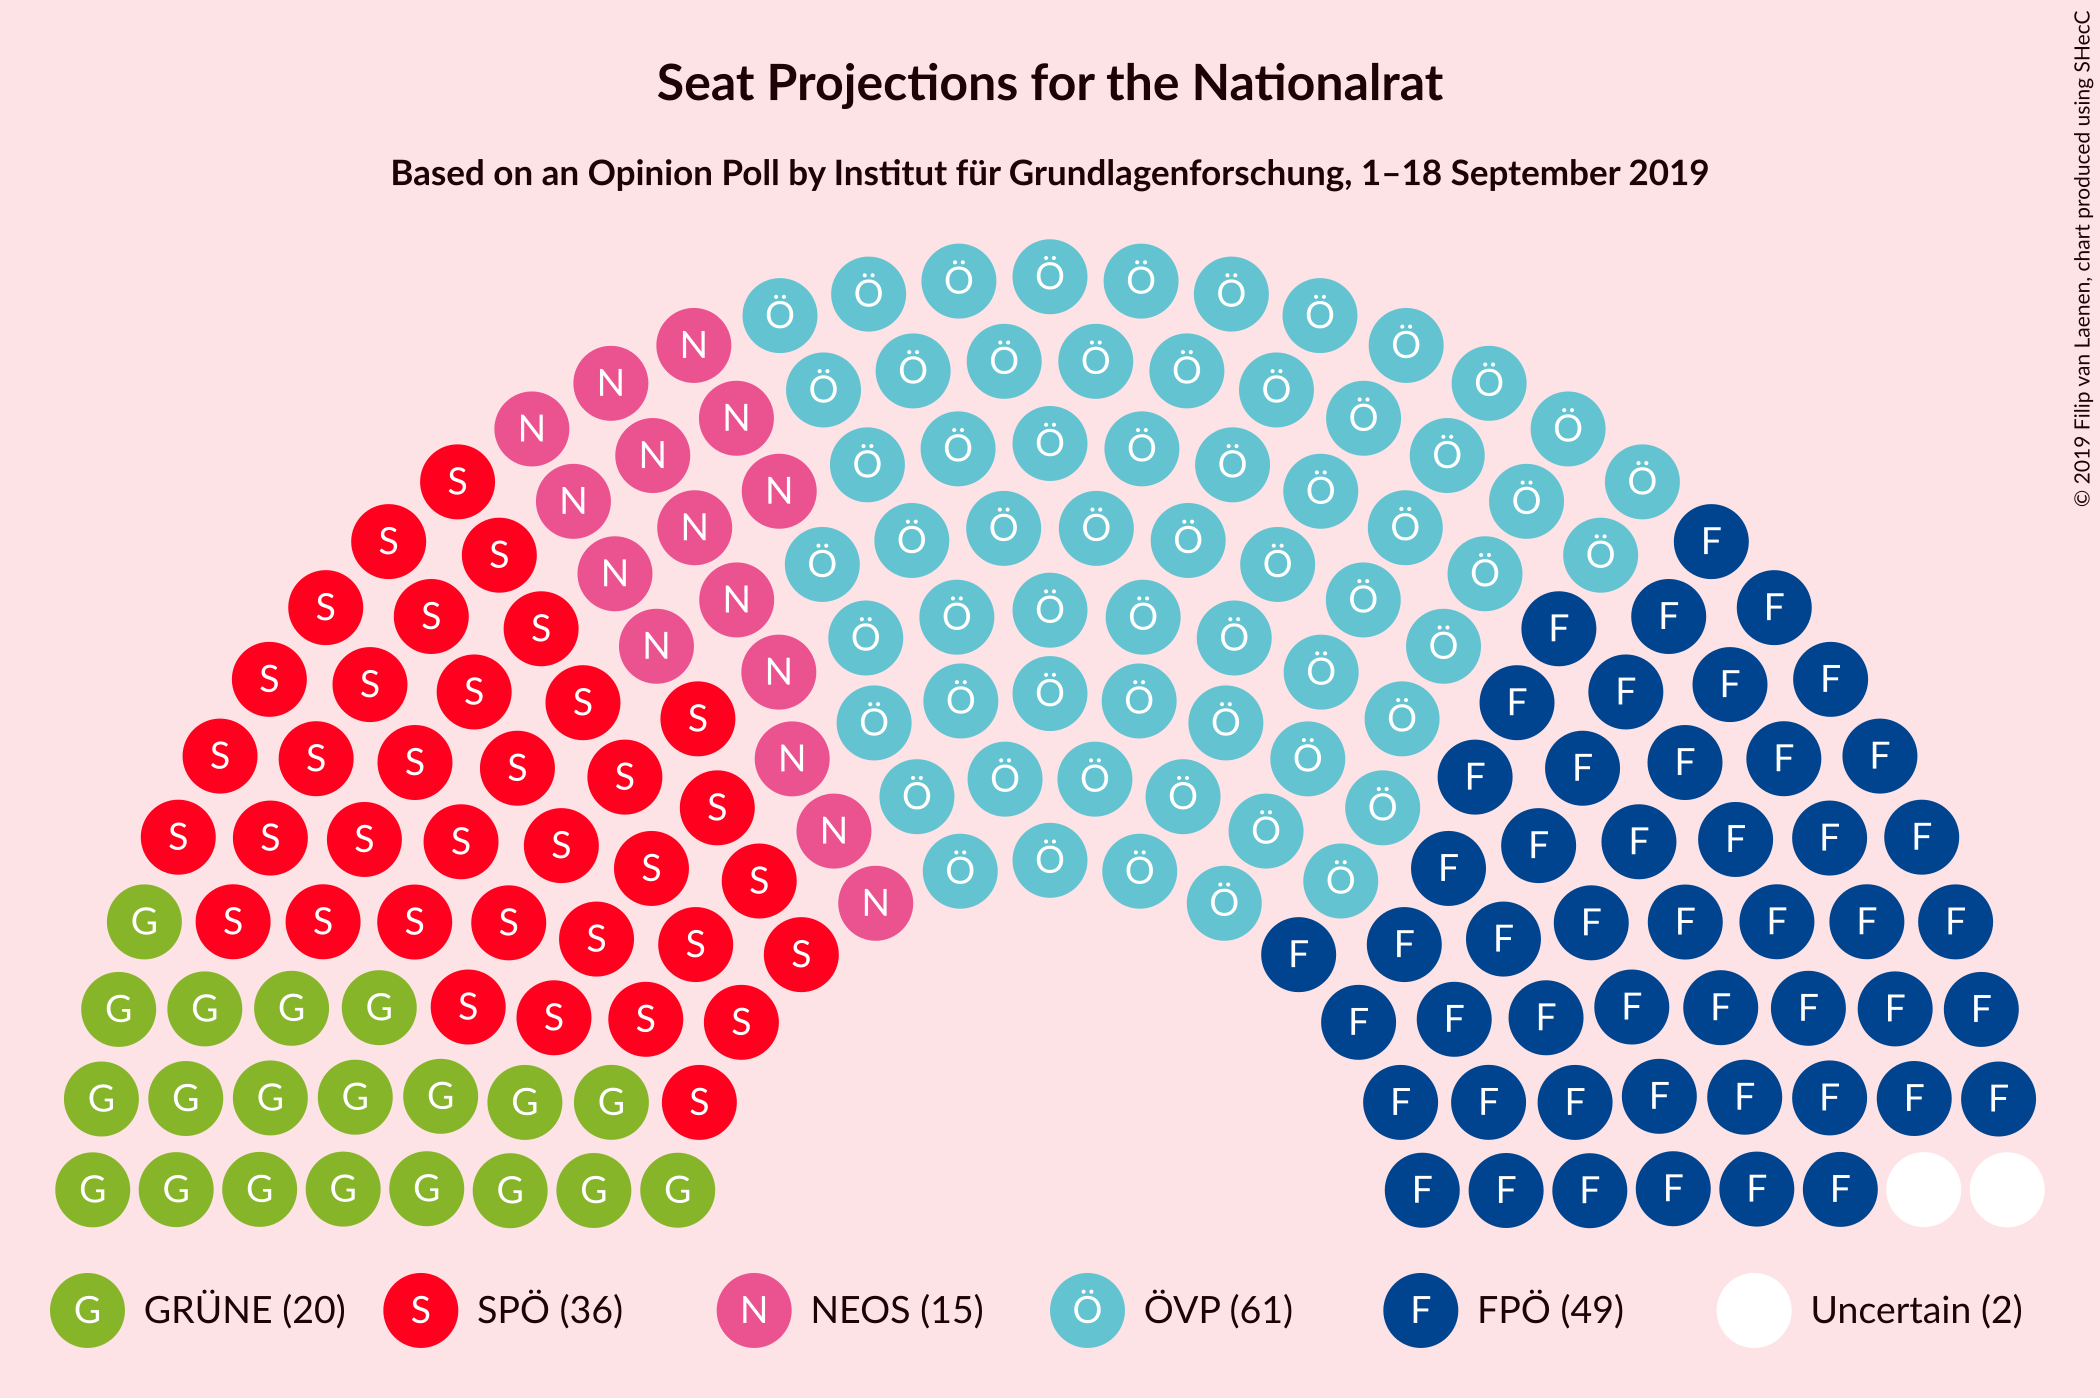 Seat Projections for the Nationalrat
Based on an Opinion Poll by Institut für Grundlagenforschung, 1–18 September 2019
© 2019 Filip van Laenen, chart produced using SHecC
Ö Ö Ö Ö Ö Ö Ö
N Ö
Ö Ö Ö Ö
N Ö Ö Ö
N Ö Ö
N Ö
Ö Ö Ö
N Ö Ö Ö
S N Ö Ö
N Ö
N Ö Ö
S Ö Ö Ö Ö F
S Ö
Ö Ö
N Ö
S N Ö Ö Ö F
S S Ö Ö Ö F F
S Ö Ö F
N Ö
N Ö Ö
S F
S S F F
S S Ö Ö Ö F F
S Ö Ö Ö Ö
S S S F F F
S N Ö F
S S F F
S Ö Ö Ö Ö F
S Ö
N Ö
S S S S S F F F F F
S Ö F
S Ö Ö Ö Ö F
N Ö
G S S S S F F F F F
S S F F
S F
G G G G S F F F F F
S S S F F F
G G G G G G G S F F F F F F F F
G G G G G G G G F F F F F F
G GRÜNE (20) S SPÖ (36) N NEOS (15) Ö ÖVP (61) F FPÖ (49) Uncertain (2)